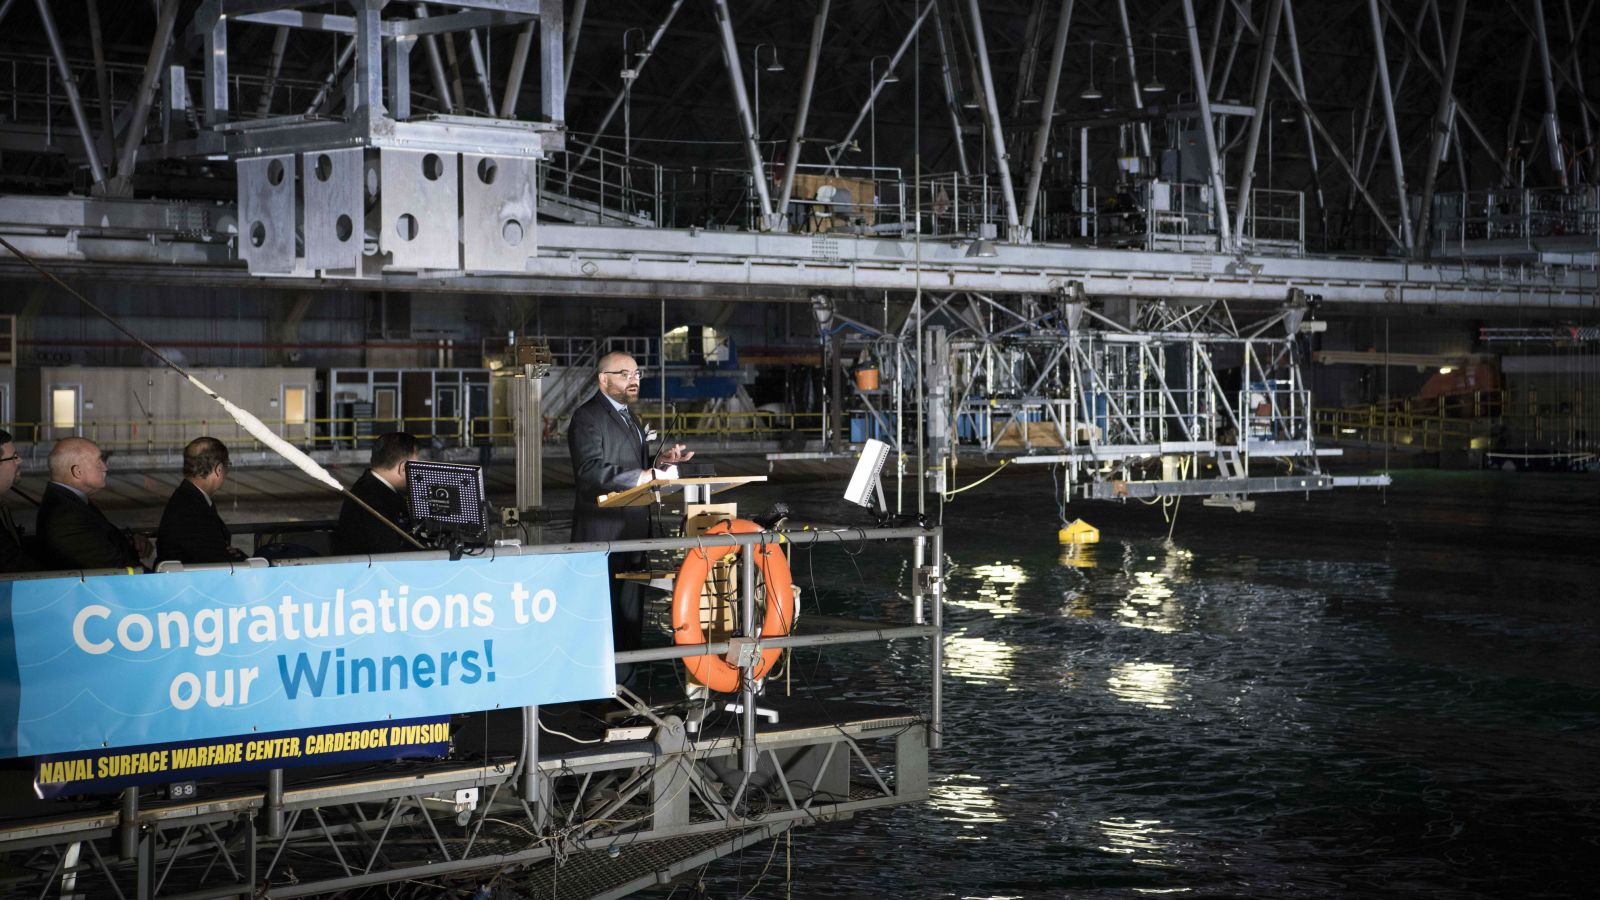 Congratulations to
our Winners!
NAVAL SURFACE WARFARE CENTER, CARDEROCK DIVISION